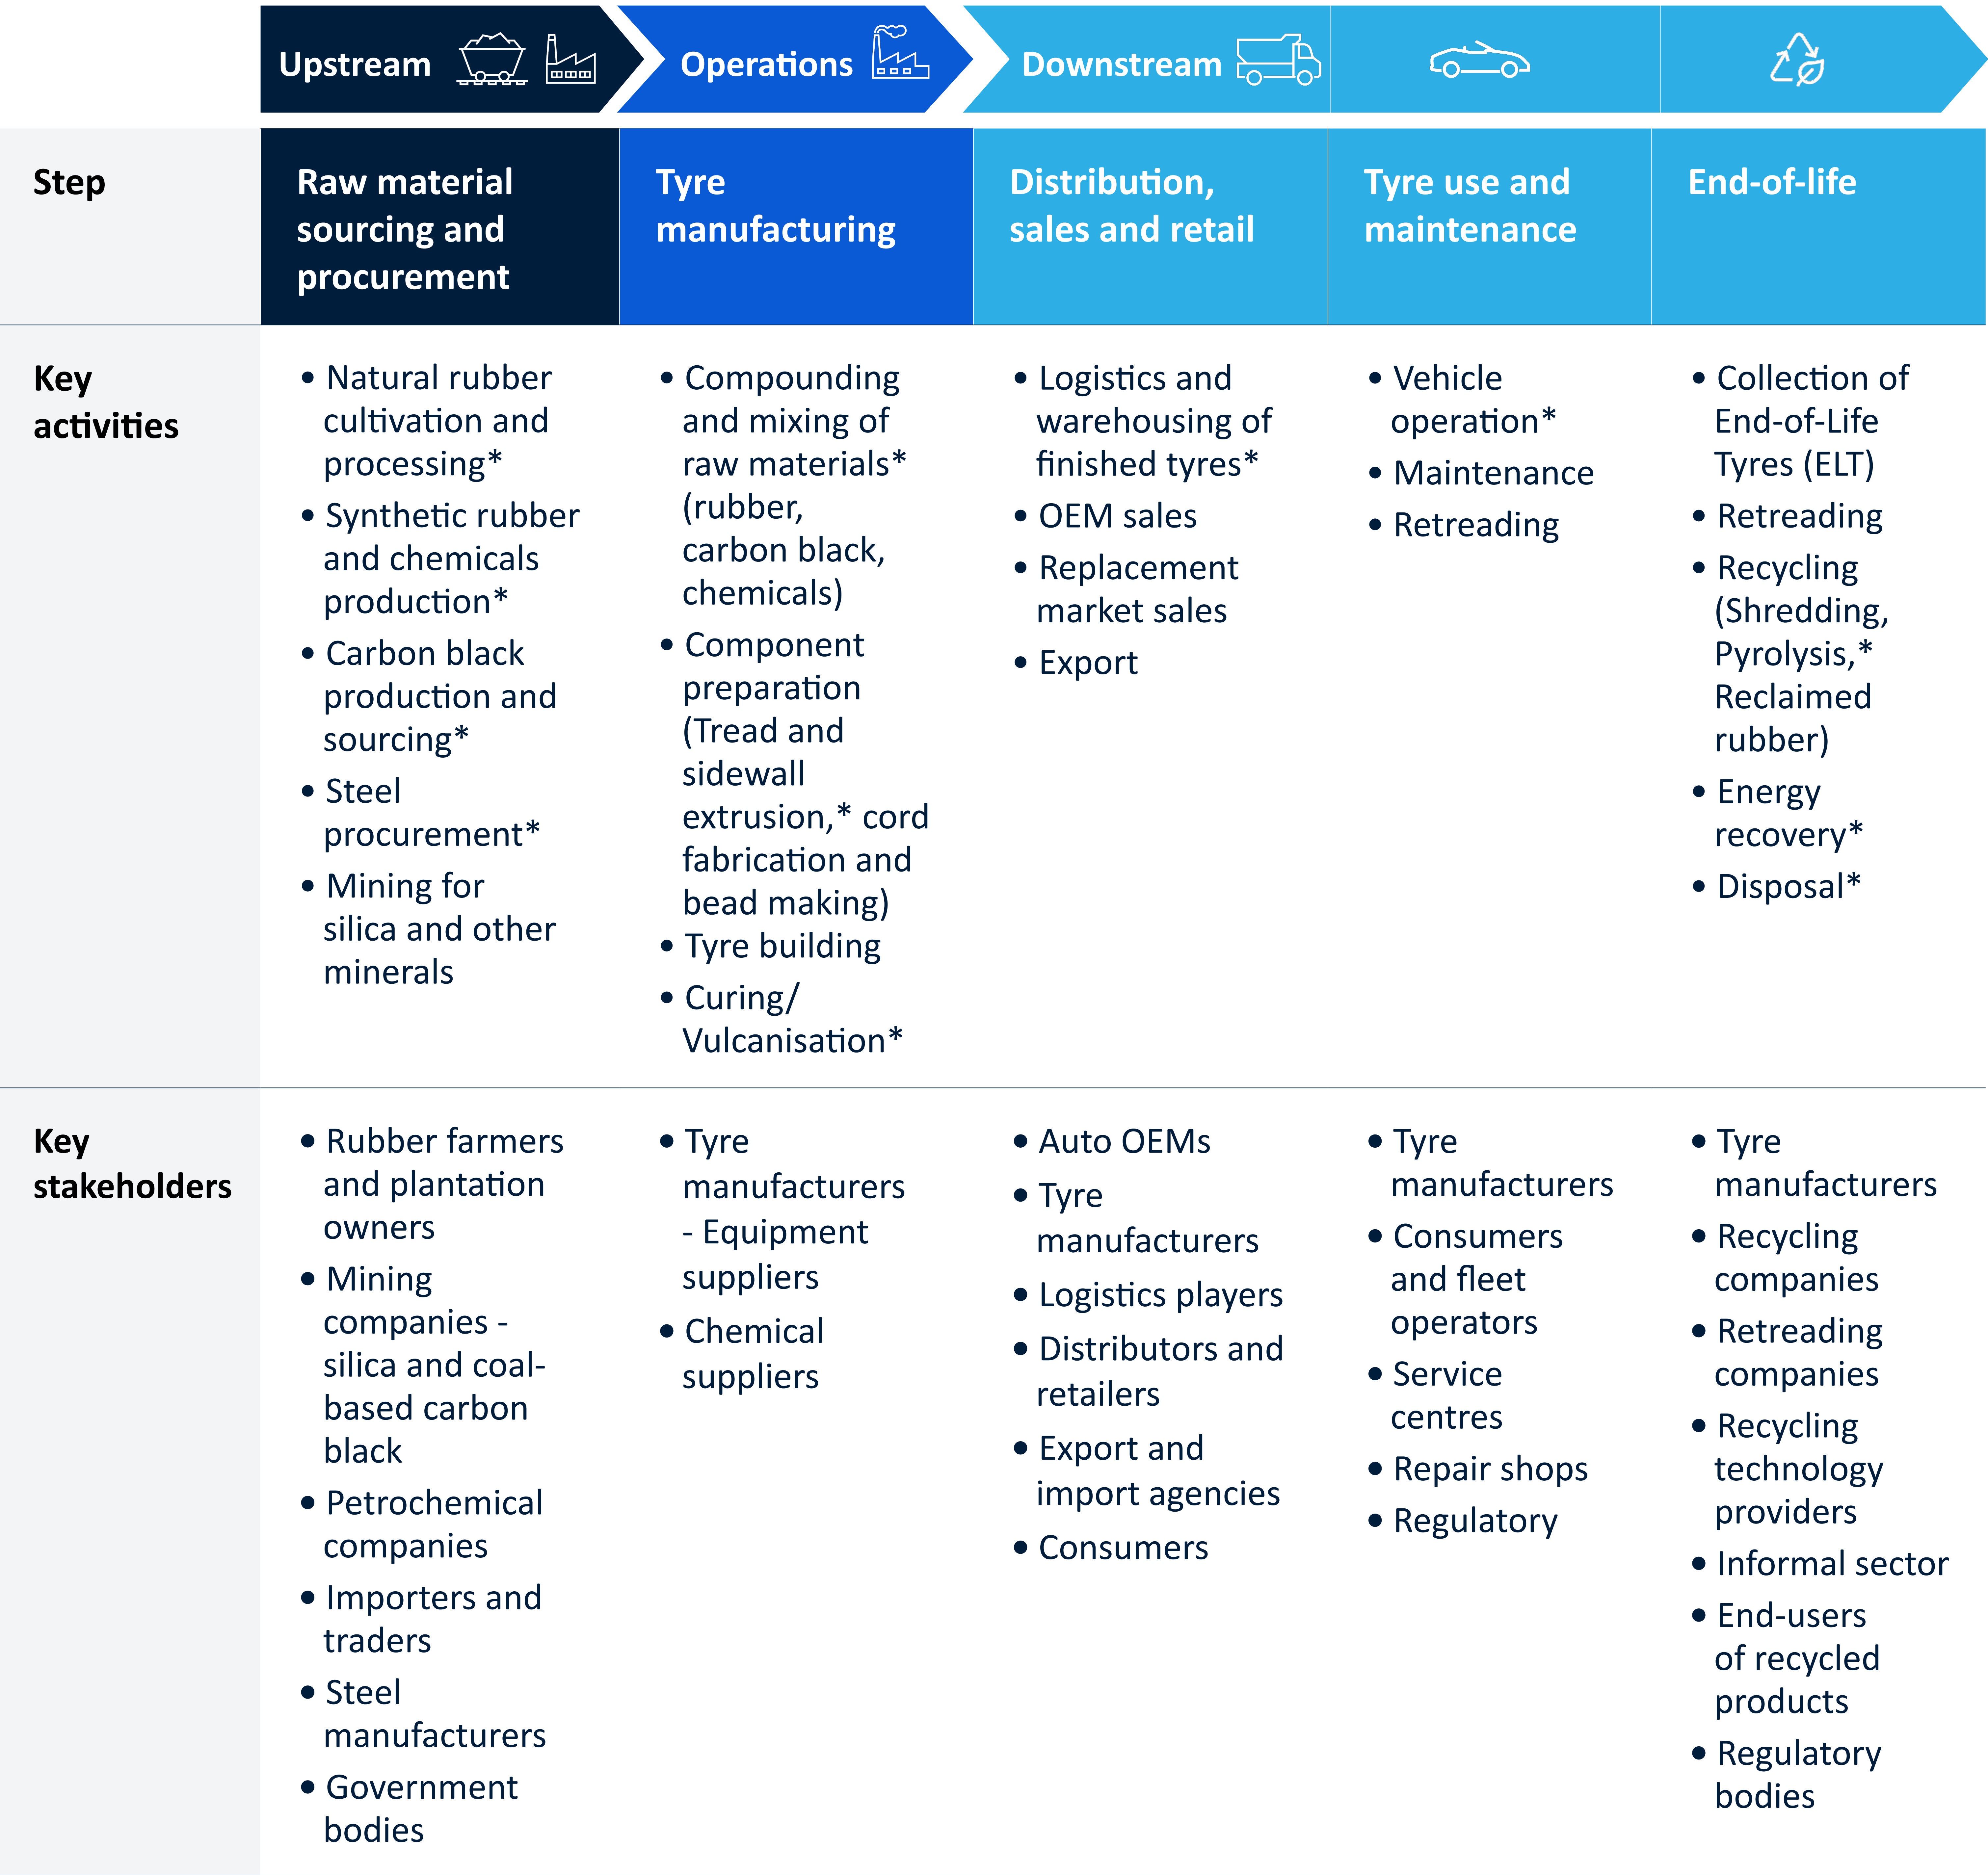 Upstream
Operations
Downstream
Step
Raw material
sourcing and
procurement
Tyre
manufacturing
Distribution,
sales and retail
Tyre use and
maintenance
End-of-life
Key
activities
• Natural rubber
cultivation and
processing*
• Synthetic rubber
and chemicals
production*
• Carbon black
production and
sourcing*
• Steel
procurement*
• Mining for
silica and other
minerals
• Compounding
and mixing of
raw materials*
(rubber,
carbon black,
chemicals)
• Component
preparation
(Tread and
sidewall
extrusion,* cord
fabrication and
bead making)
• Tyre building
• Curing/
Vulcanisation*
• Logistics and
warehousing of
finished tyres*
• OEM sales
• Replacement
market sales
• Export
• Vehicle
operation*
• Maintenance
• Retreading
• Collection of
End-of-Life
Tyres (ELT)
• Retreading
• Recycling
(Shredding,
Pyrolysis,*
Reclaimed
rubber)
• Energy
recovery*
• Disposal*
Key
stakeholders
• Rubber farmers
and plantation
owners
• Mining
companies -
silica and coal-
based carbon
black
• Petrochemical
companies
• Importers and
traders
• Steel
manufacturers
• Government
bodies
• Tyre
manufacturers
- Equipment
suppliers
• Chemical
suppliers
• Auto OEMs
• Tyre
manufacturers
• Logistics players
• Distributors and
retailers
• Export and
import agencies
• Consumers
• Tyre
manufacturers
• Consumers
and fleet
operators
• Service
centres
• Repair shops
• Regulatory
• Tyre
manufacturers
• Recycling
companies
• Retreading
companies
• Recycling
technology
providers
• Informal sector
• End-users
of recycled
products
• Regulatory
bodies